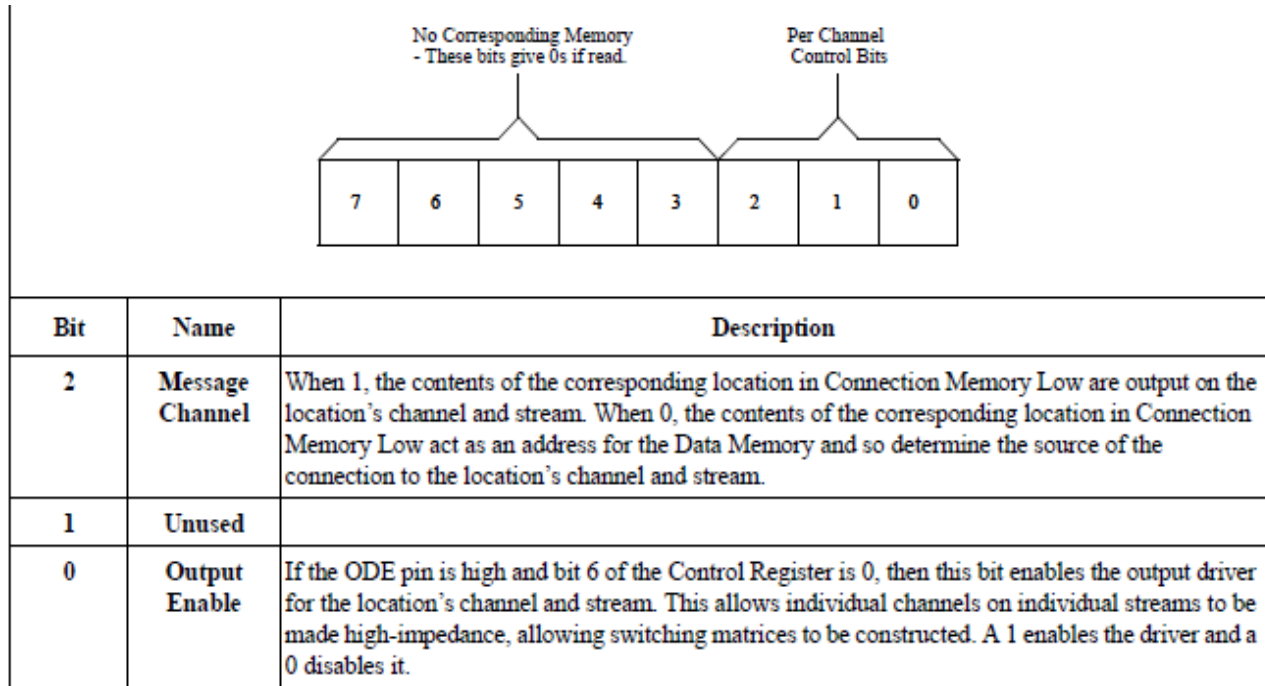 No Corresponding Memory
- These bits give 0s if read.
Per Channel
Control Bits
7 6 5 4 3 2 1 0
Bit Name Description
2 Message Channel When 1, the contents of the corresponding location in Connection Memory Low are output on the
location's channel and stream. When 0, the contents of the corresponding location in Connection
Memory Low act as an address for the Data Memory and so determine the source of the
connection to the location's channel and stream.
1 Unused
0 Output Enable If the ODE pin is high and bit 6 of the Control Register is 0, then this bit enables the output driver
for the location's channel and stream. This allows individual channels on individual streams to be
made high-impedance, allowing switching matrices to be constructed. A 1 enables the driver and a
0 disables it.